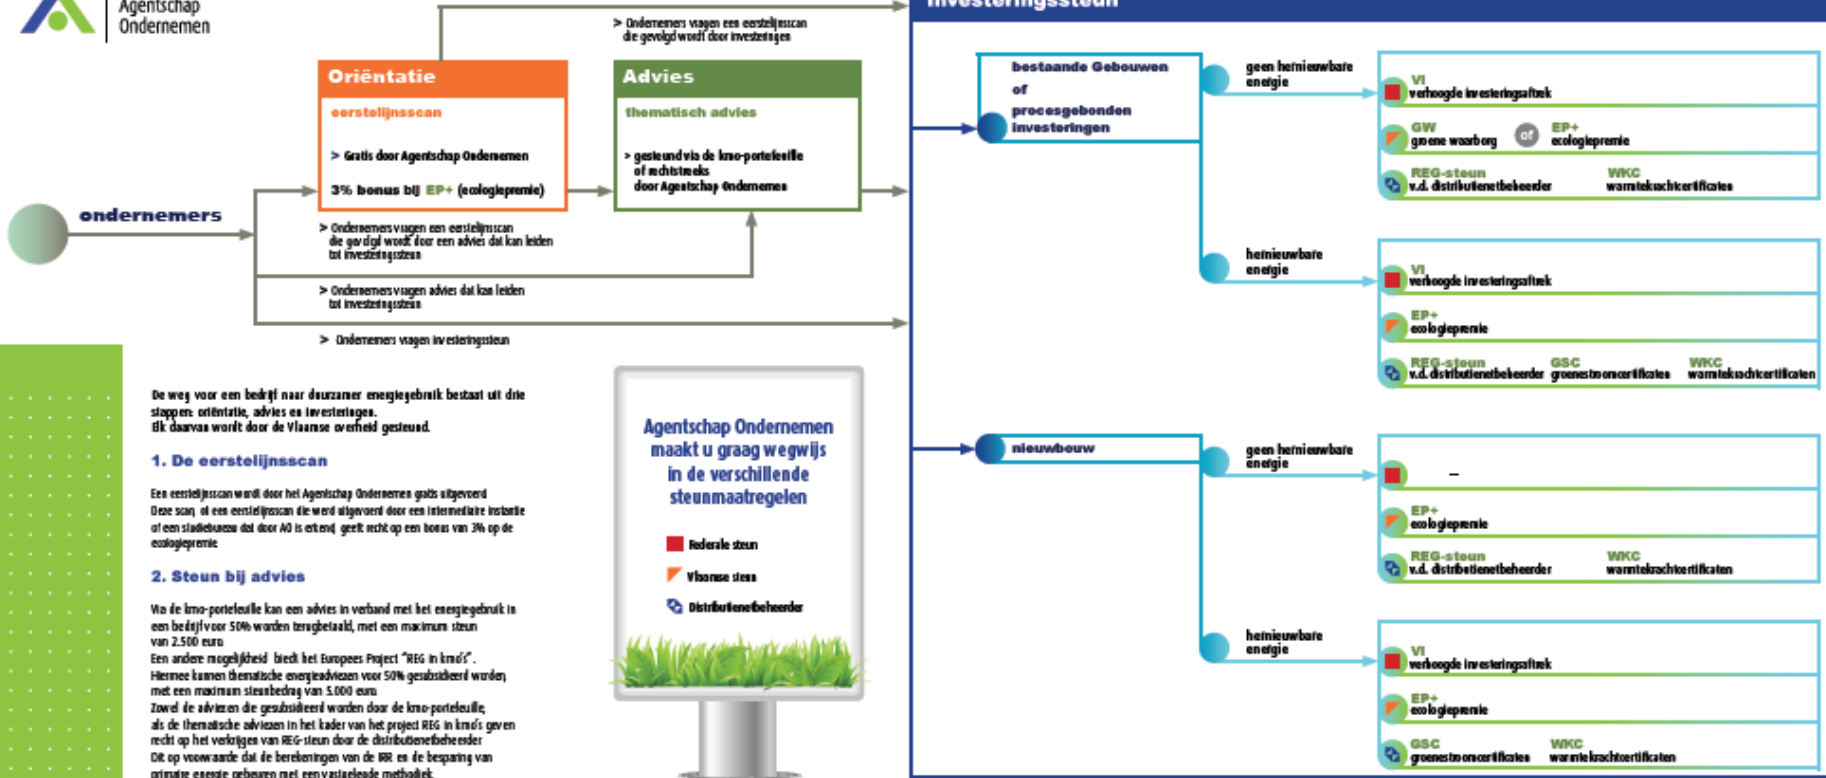 Agentschap
Ondernemen
> Ondernemers vragen een eerstelijnsscan
die gevolgd wordt door investeringen
Oriëntatie
eerstelijnsscan
> Gratis door Agentschap Ondernemen
3% bonus bij EP+ (ecologiepremie)
Advies
thematisch advies
> gesteund via de kmo-portefeuille
of rechtstreeks
door Agentschap Ondernemen
ondernemers
> Ondernemers vragen een eerstelijnsscan
die gevolgd wordt door een advies dat kan leiden
tot investeringssteun
> Ondernemers vragen advies dat kan leiden
tot investeringssteun
> Ondernemers vragen investeringssteun
De weg voor een bedrijf naar duurzamer energiegebruik bestaat uit drie
stappen: oriëntatie, advies en investeringen.
Elk daarvan wordt door de Vlaamse overheid gesteund.
1. De eerstelijnsscan
Een eerstelijnsscan wordt door het Agentschap Ondernemen gratis uitgevoerd
Deze scan, of een eerstelijnsscan die werd uitgevoerd door een intermediaire instantie
of een studiebureau dat door AO is erkend, geeft recht op een bonus van 3% op de
ecologiepremie
2. Steun bij advies
Via de kmo-portefeuille kan een advies in verband met het energiegebruik in
een bedrijf voor 50% worden terugbetaald, met een maximum steun
van 2.500 euro.
Een andere mogelijkheid biedt het Europees Project "REG in kmo's".
Hiermee kunnen thematische energieadviezen voor 50% gesubsidieerd worden,
met een maximum steunbedrag van 5.000 euro.
Zowel de adviezen die gesubsidieerd worden door de kmo-portefeuille,
als de thematische adviezen in het kader van het project REG in kmo's geven
recht op het verkrijgen van REG-steun door de distributienetbeheerder
Dit op voorwaarde dat de berekeningen van de IRR en de besparing van
primaire energie gebeuren met een vastgelegde methodiek.
Agentschap Ondernemen
maakt u graag wegwijs
in de verschillende
steunmaatregelen
Federale steun
Vlaamse steun
Distributienetbeheerder
Investeringssteun
bestaande Gebouwen
of
procesgebonden
investeringen
geen hernieuwbare
energie
VI
verhoogde investeringsaftrek
GW of EP+
groene waarborg ecologiepremie
REG-steun WKC
v.d. distributienetbeheerder warmtekrachtcertificaten
hernieuwbare
energie
VI
verhoogde investeringsaftrek
EP+
ecologiepremie
REG-steun GSC WKC
v.d. distributienetbeheerder groenestroomcertificaten warmtekrachtcertificaten
nieuwbouw
geen hernieuwbare
energie
–
EP+
ecologiepremie
REG-steun WKC
v.d. distributienetbeheerder warmtekrachtcertificaten
hernieuwbare
energie
VI
verhoogde investeringsaftrek
EP+
ecologiepremie
GSC WKC
groenestroomcertificaten warmtekrachtcertificaten